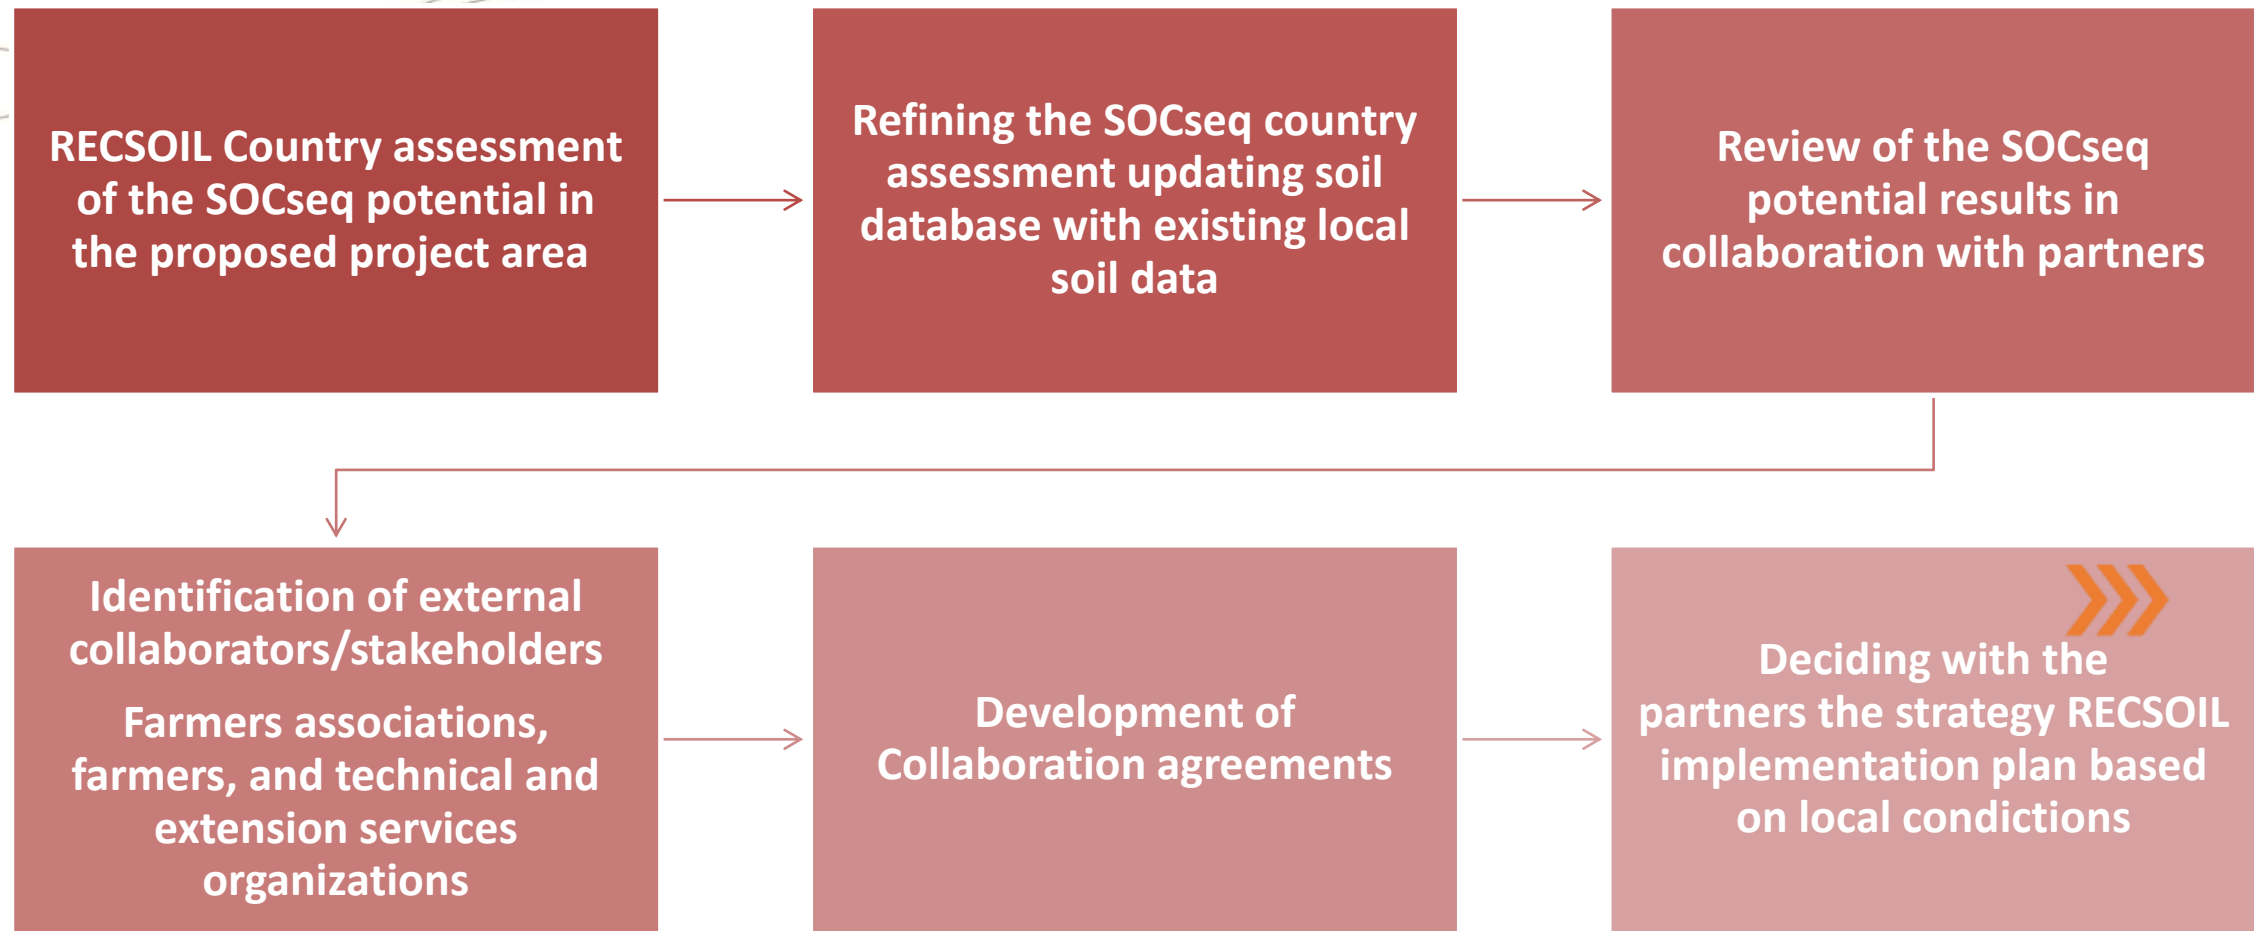 RECSOIL Country assessment
of the SOCseq potential in
the proposed project area
Refining the SOCseq country
assessment updating soil
database with existing local
soil data
Review of the SOCseq
potential results in
collaboration with partners
Identification of external
collaborators/stakeholders
Farmers associations,
farmers, and technical and
extension services
organizations
Development of
Collaboration agreements
Deciding with the
partners the strategy RECSOIL
implementation plan based
on local condictions